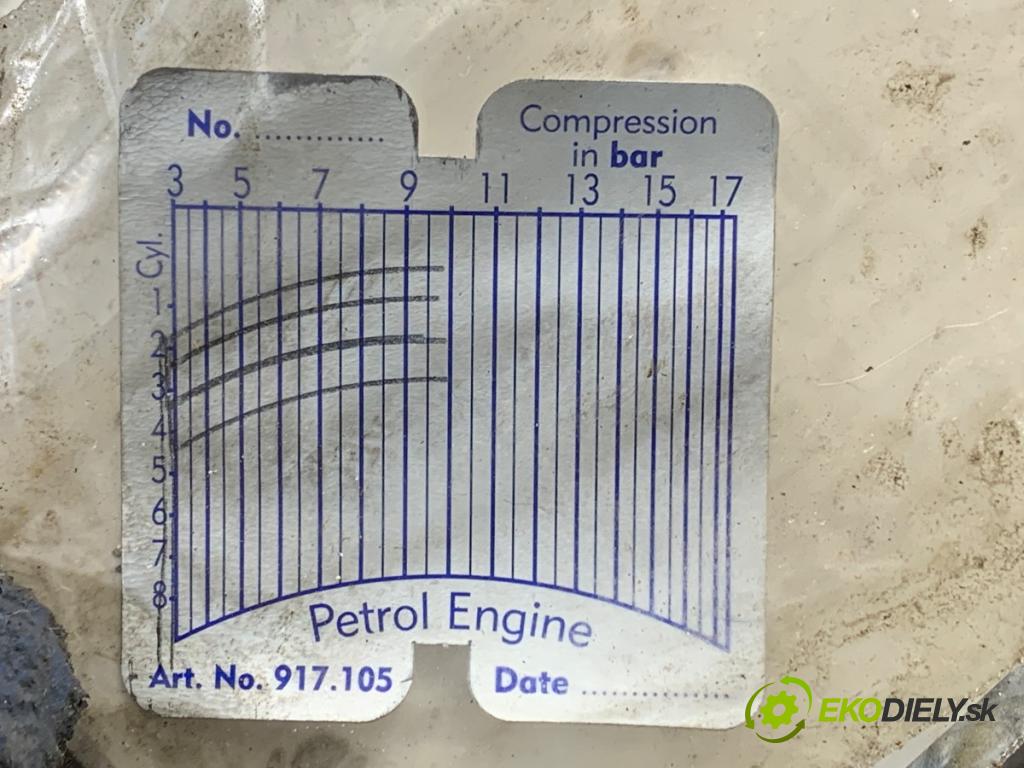 No. .............
Compression
in bar
3 5 7 9 11 13 15 17
Cyl.
1
2
3
4
5
6
7
8
Petrol Engine
Art. No. 917.105
Date ................
EKODIELY.sk